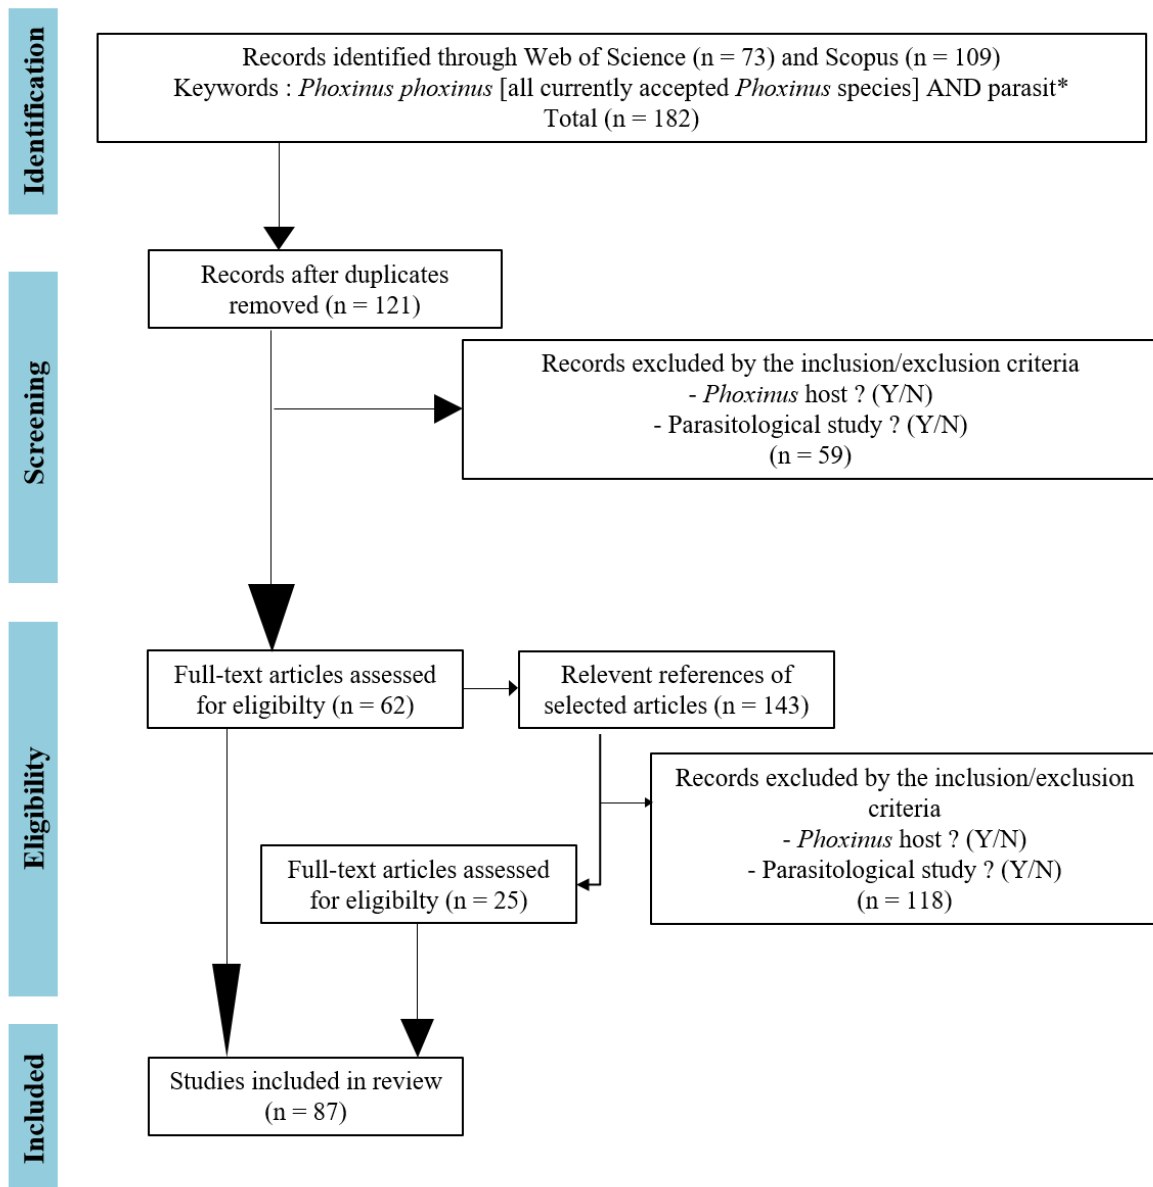 Identification
Records identified through Web of Science (n = 73) and Scopus (n = 109)
Keywords : Phoxinus phoxinus [all currently accepted Phoxinus species] AND parasit*
Total (n = 182)
Screening
Records after duplicates
removed (n = 121)
Records excluded by the inclusion/exclusion criteria
- Phoxinus host ? (Y/N)
- Parasitological study ? (Y/N)
(n = 59)
Eligibility
Full-text articles assessed
for eligibilty (n = 62)
Relevent references of
selected articles (n = 143)
Records excluded by the inclusion/exclusion
criteria
- Phoxinus host ? (Y/N)
- Parasitological study ? (Y/N)
(n = 118)
Full-text articles assessed
for eligibilty (n = 25)
Included
Studies included in review
(n = 87)